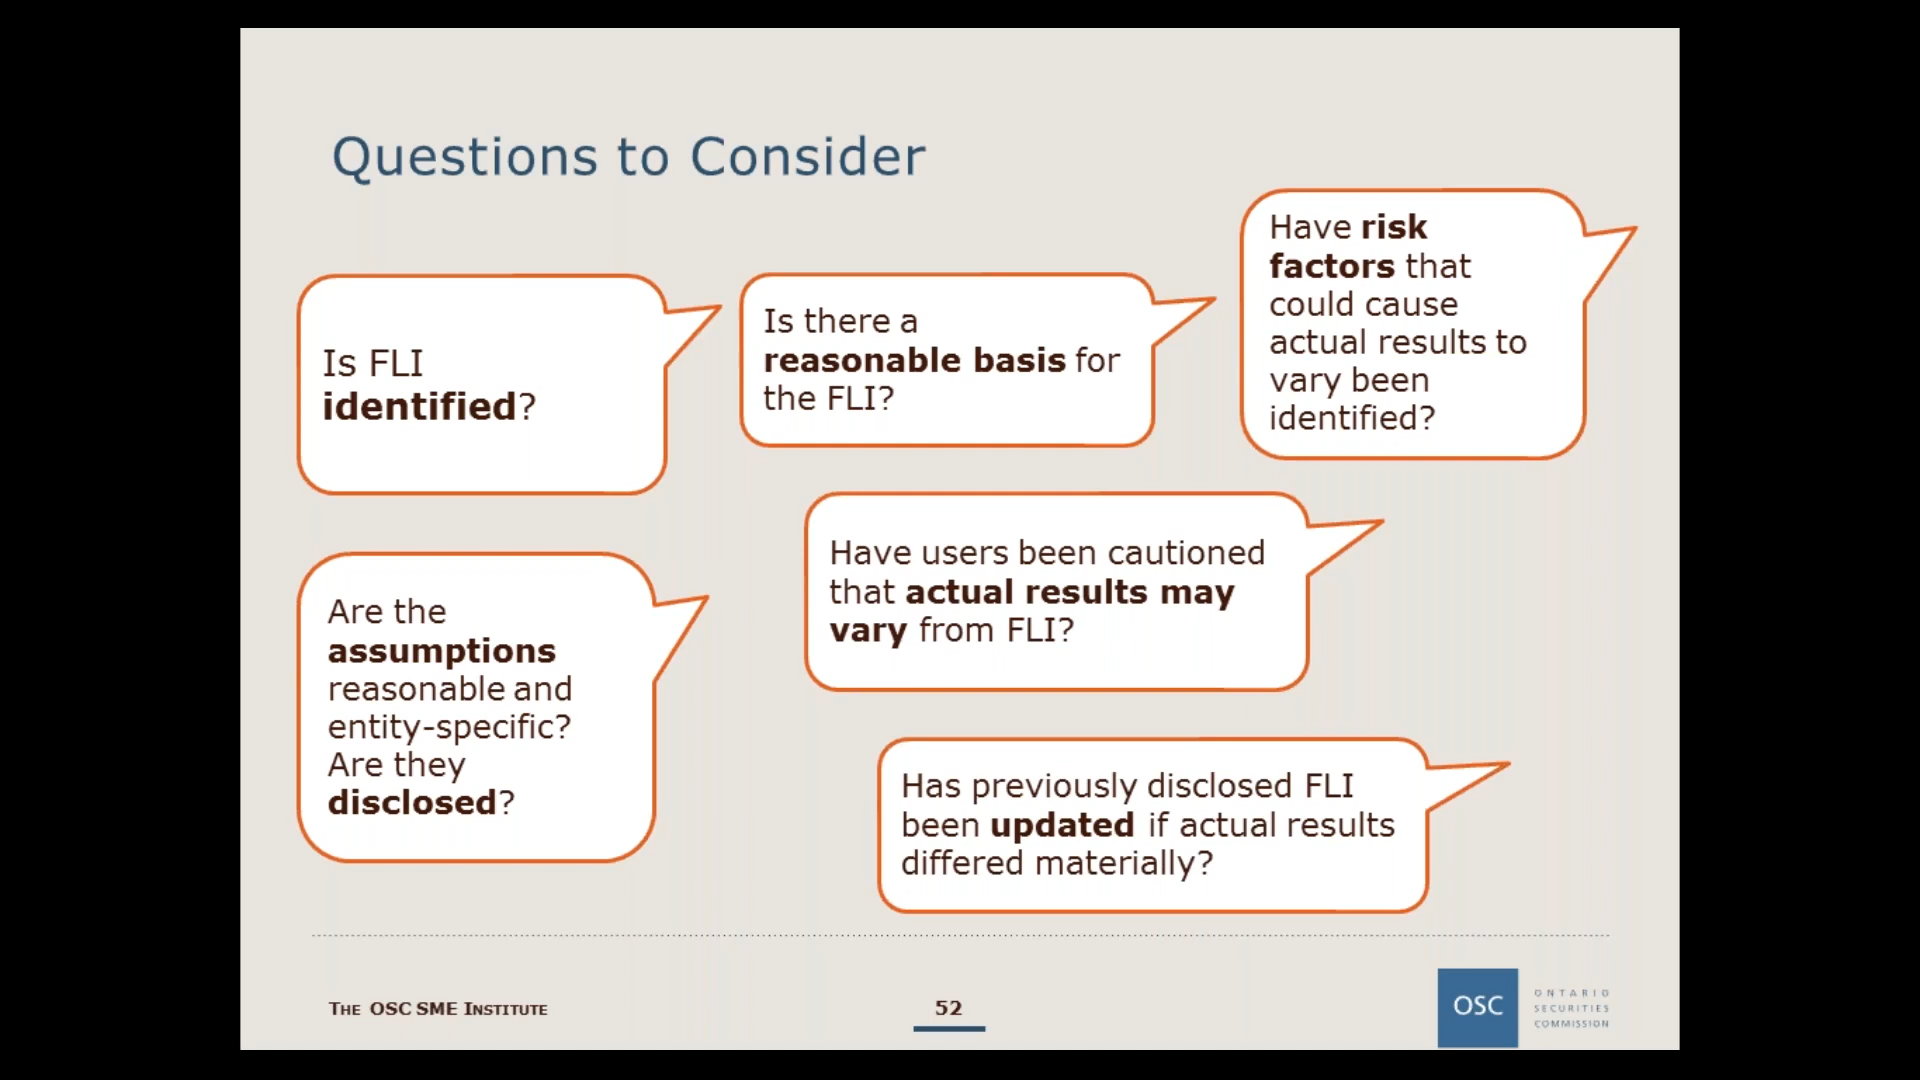 Questions to Consider
Is FLI
identified?
Is there a
reasonable basis for
the FLI?
Have risk
factors that
could cause
actual results to
vary been
identified?
Are the
assumptions
reasonable and
entity-specific?
Are they
disclosed?
Have users been cautioned
that actual results may
vary from FLI?
Has previously disclosed FLI
been updated if actual results
differed materially?
THE OSC SME INSTITUTE
52
OSC
ONTARIO
SECURITIES
COMMISSION